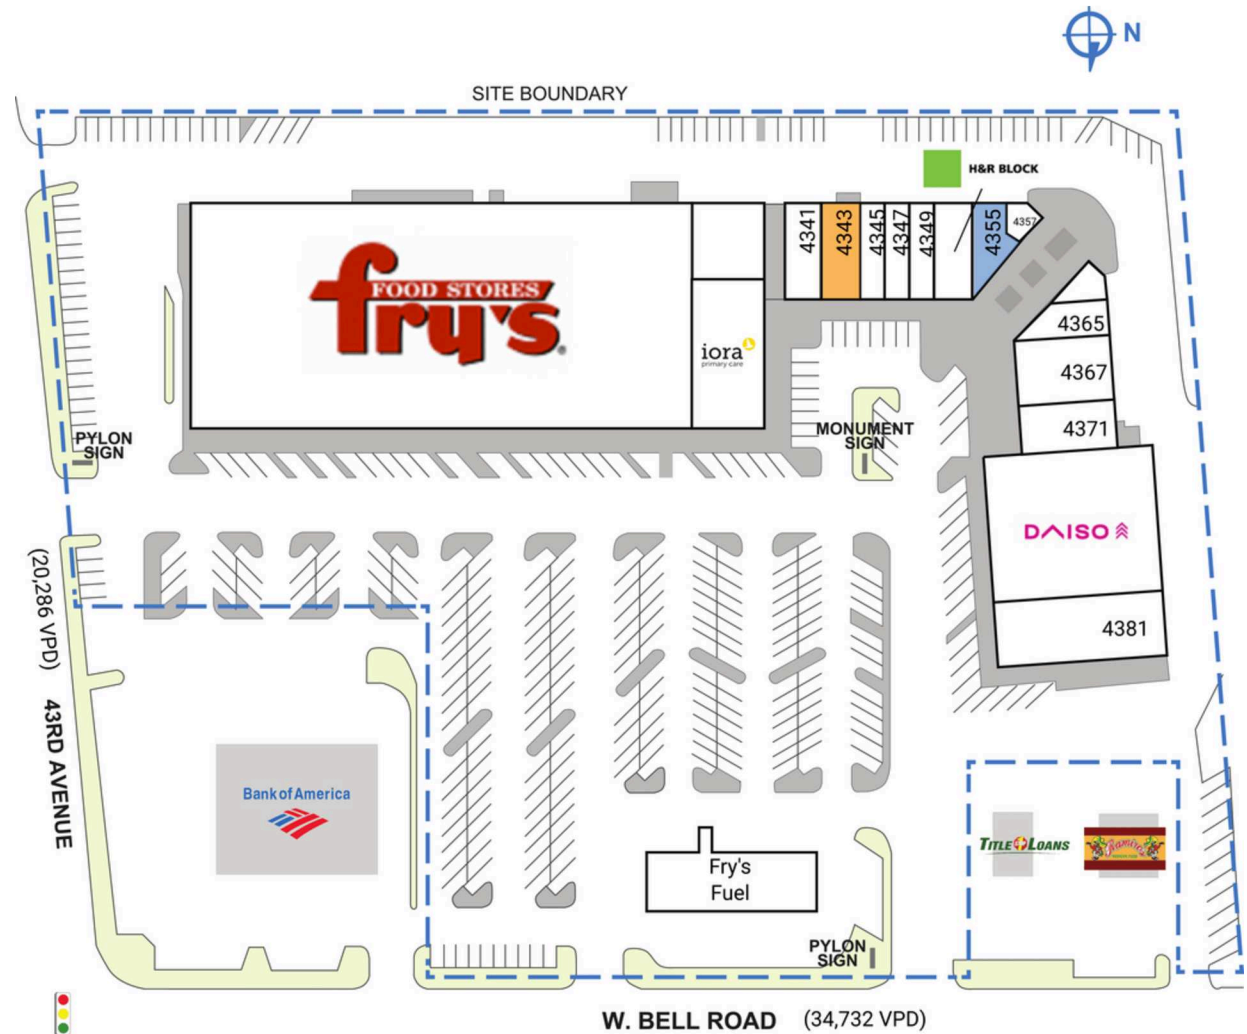 N
SITE BOUNDARY
H&R BLOCK
4341
4343
4345
4347
4349
4355
4357
FOOD STORES
fry's
iora
primary care
4365
4367
4371
PYLON
SIGN
MONUMENT
SIGN
DAISO
4381
(20,286 VPD)
43RD AVENUE
Bank of America
TITLE LOANS
Ramiro's
Fry's
Fuel
PYLON
SIGN
W. BELL ROAD (34,732 VPD)